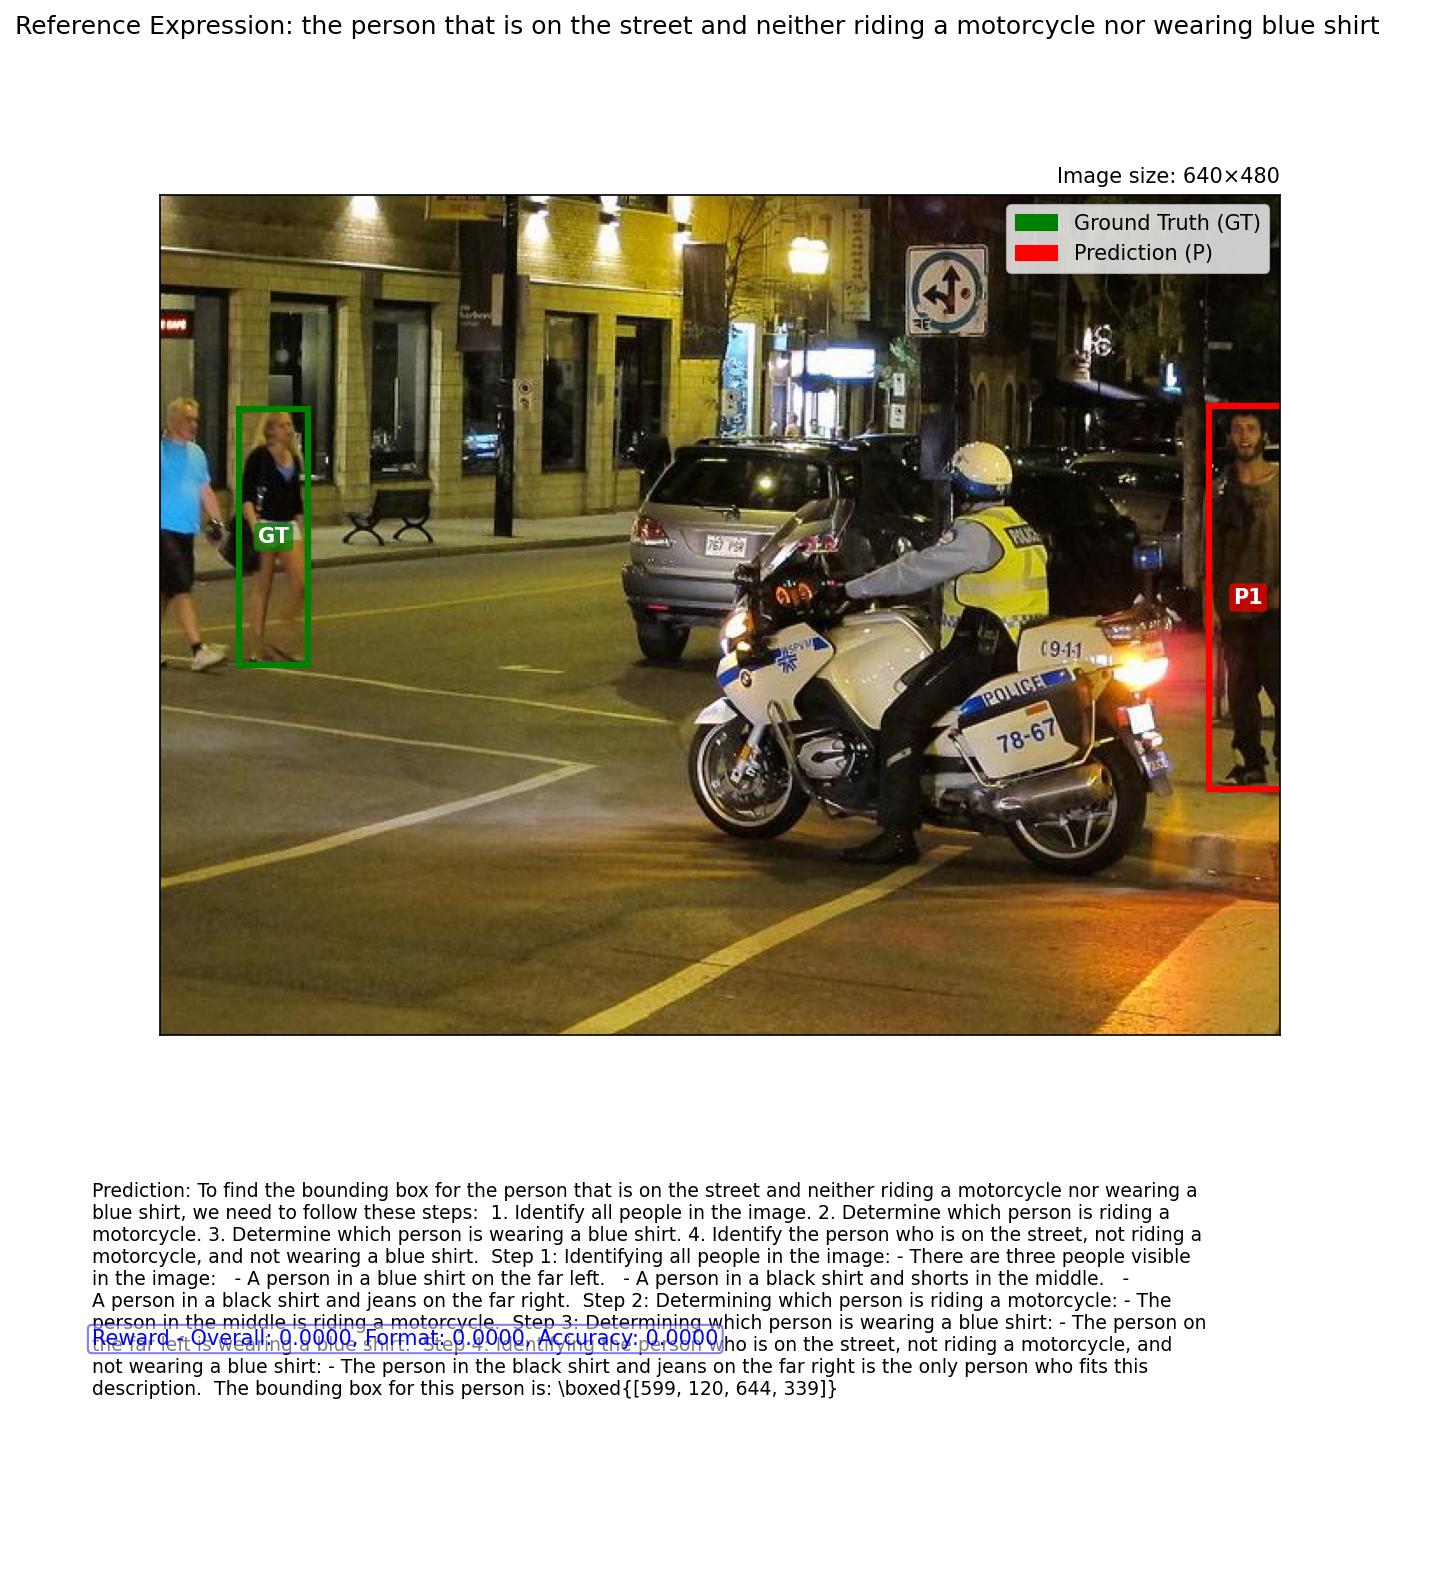 Reference Expression: the person that is on the street and neither riding a motorcycle nor wearing blue shirt
Image size: 640×480
Ground Truth (GT)
Prediction (P)
CAFE
GT
767
POLICE
P1
SPVM
911
POLICE
78-67
Prediction: To find the bounding box for the person that is on the street and neither riding a motorcycle nor wearing a
blue shirt, we need to follow these steps:  1. Identify all people in the image. 2. Determine which person is riding a
motorcycle. 3. Determine which person is wearing a blue shirt. 4. Identify the person who is on the street, not riding a
motorcycle, and not wearing a blue shirt.  Step 1: Identifying all people in the image: - There are three people visible
in the image:   - A person in a blue shirt on the far left.   - A person in a black shirt and shorts in the middle.   -
A person in a black shirt and jeans on the far right.  Step 2: Determining which person is riding a motorcycle: - The
person in the middle is riding a motorcycle.  Step 3: Determining which person is wearing a blue shirt: - The person on
Reward - Overall: 0.0000, Format: 0.0000, Accuracy: 0.0000
the far left is wearing a blue shirt.  Step 4: Identifying the person who is on the street, not riding a motorcycle, and
not wearing a blue shirt: - The person in the black shirt and jeans on the far right is the only person who fits this
description.  The bounding box for this person is: \boxed{[599, 120, 644, 339]}